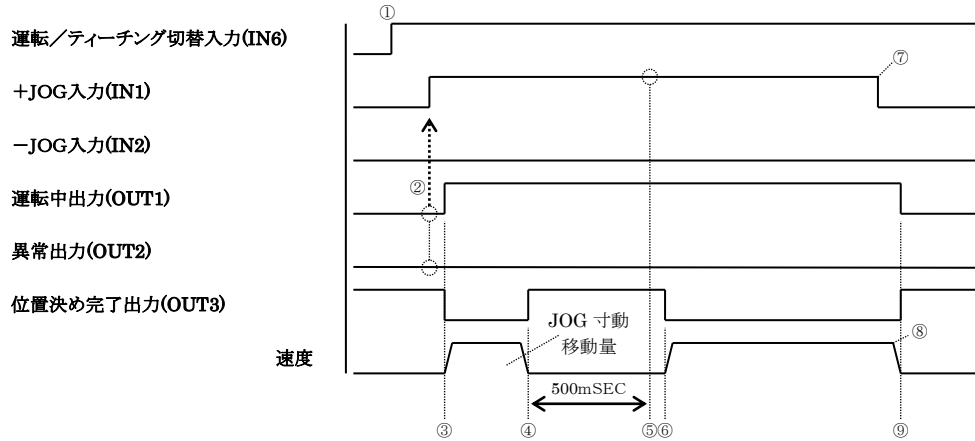 ①
運転／ティーチング切替入力(IN6)
⑦
＋JOG入力(IN1)
－JOG入力(IN2)
②
運転中出力(OUT1)
異常出力(OUT2)
位置決め完了出力(OUT3)
JOG 寸動
移動量
⑧
速度
500mSEC
③ ④ ⑤⑥ ⑨